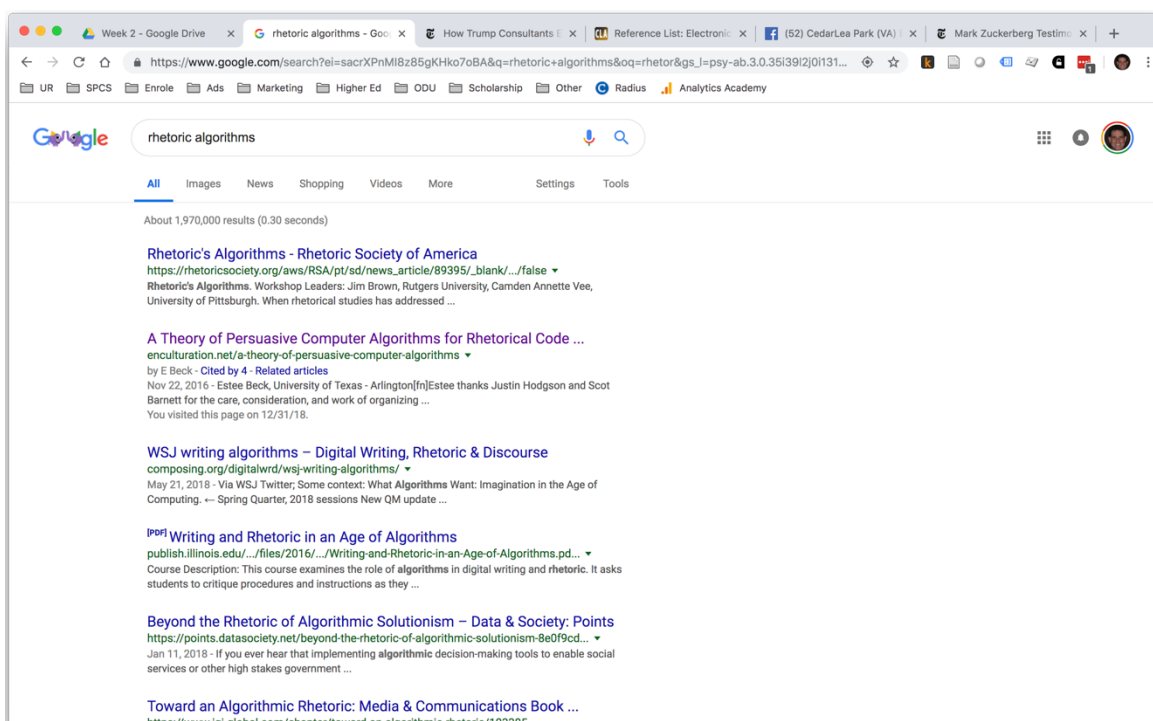 Week 2 - Google Drive
rhetoric algorithms - Goo
How Trump Consultants E
Reference List: Electronic
(52) CedarLea Park (VA)
Mark Zuckerberg Testimo
https://www.google.com/search?ei=sacrXPnMI8z85gKHko7oBA&q=rhetoric+algorithms&oq=rhetor&gs_l=psy-ab.3.0.35i39l2j0i131...
UR SPCS Enrole Ads Marketing Higher Ed ODU Scholarship Other Radius Analytics Academy
Google
rhetoric algorithms
All Images News Shopping Videos More Settings Tools
About 1,970,000 results (0.30 seconds)
Rhetoric's Algorithms - Rhetoric Society of America
https://rhetoricsociety.org/aws/RSA/pt/sd/news_article/89395/_blank/.../false
Rhetoric's Algorithms. Workshop Leaders: Jim Brown, Rutgers University, Camden Annette Vee,
University of Pittsburgh. When rhetorical studies has addressed ...
A Theory of Persuasive Computer Algorithms for Rhetorical Code ...
enculturation.net/a-theory-of-persuasive-computer-algorithms
by E Beck - Cited by 4 - Related articles
Nov 22, 2016 - Estee Beck, University of Texas - Arlington[fn]Estee thanks Justin Hodgson and Scot
Barnett for the care, consideration, and work of organizing ...
You visited this page on 12/31/18.
WSJ writing algorithms – Digital Writing, Rhetoric & Discourse
composing.org/digitalwrd/wsj-writing-algorithms/
May 21, 2018 - Via WSJ Twitter; Some context: What Algorithms Want: Imagination in the Age of
Computing. ← Spring Quarter, 2018 sessions New QM update ...
[PDF] Writing and Rhetoric in an Age of Algorithms
publish.illinois.edu/.../files/2016/.../Writing-and-Rhetoric-in-an-Age-of-Algorithms.pd...
Course Description: This course examines the role of algorithms in digital writing and rhetoric. It asks
students to critique procedures and instructions as they ...
Beyond the Rhetoric of Algorithmic Solutionism – Data & Society: Points
https://points.datasociety.net/beyond-the-rhetoric-of-algorithmic-solutionism-8e0f9cd...
Jan 11, 2018 - If you ever hear that implementing algorithmic decision-making tools to enable social
services or other high stakes government ...
Toward an Algorithmic Rhetoric: Media & Communications Book ...